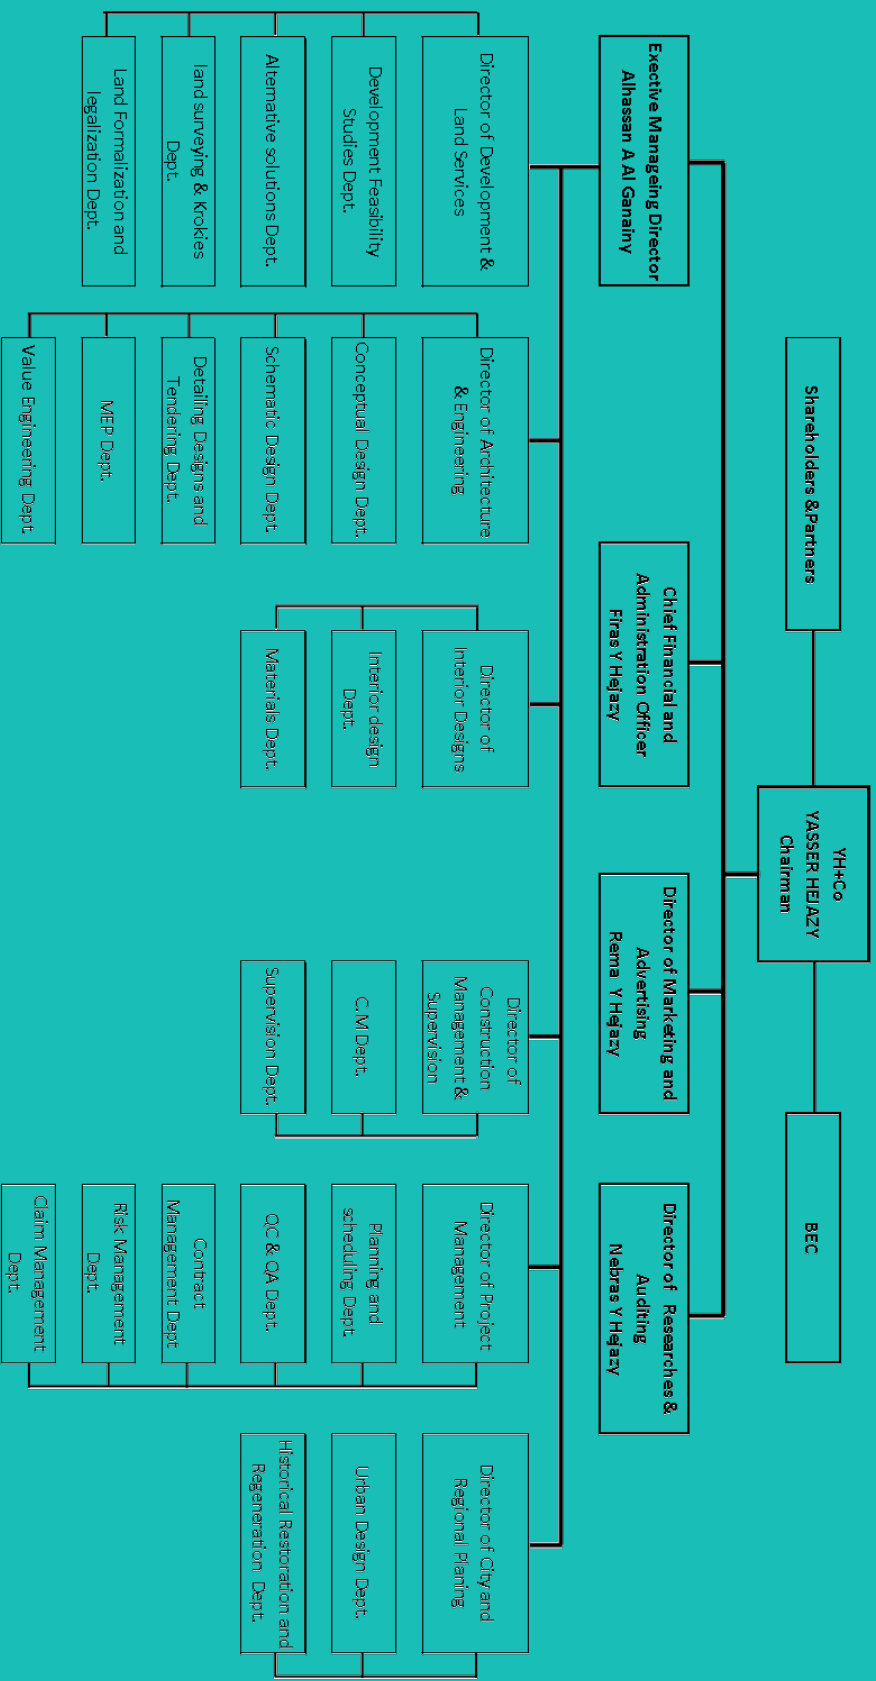 YH+Co
YASSER HEJAZY
Chairman
Shareholders &Partners
BEC
Exective Manageing Director
Alhassan A Al Ganainy
Chief Financial and
Administration Officer
Firas Y Hejazy
Director of Marketing and
Advertising
Rema Y Hejazy
Director of Researches &
Auditing
Nebras Y Hejazy
Director of Development &
Land Services
Development Feasibility
Studies Dept.
Alternative solutions Dept.
land surveying & Krokies
Dept.
Land Formalization and
legalization Dept.
Director of Architecture
& Engineering
Conceptual Design Dept.
Schematic Design Dept.
Detailing Designs and
Tendering Dept.
MEP Dept.
Value Engineering Dept.
Director of
Interior Designs
Interior design
Dept.
Materials Dept.
Director of
Construction
Management &
Supervision
C.M Dept.
Supervision Dept.
Director of Project
Management
Planning and
scheduling Dept.
QC & QA Dept.
Contract
Management Dept
Risk Management
Dept.
Claim Management
Dept.
Director of City and
Regional Planing
Urban Design Dept.
Historical Restoration and
Regeneration Dept.